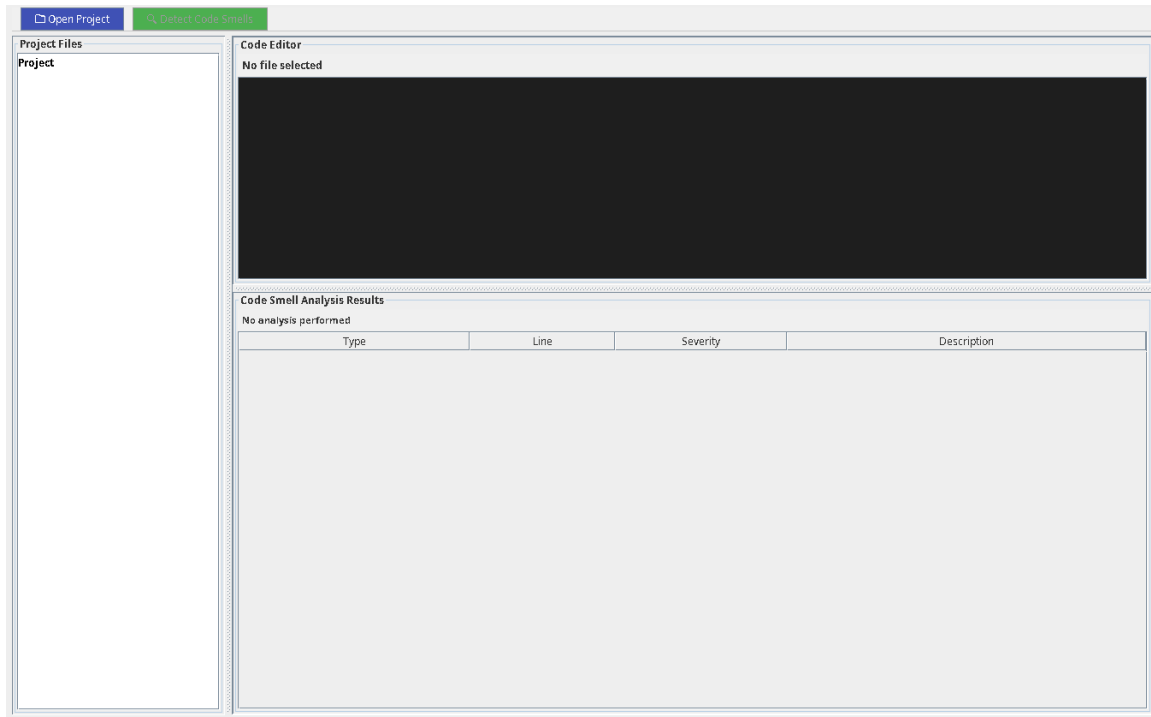 Open Project
Detect Code Smells
Project Files
Project
Code Editor
No file selected
Code Smell Analysis Results
No analysis performed
Type Line Severity Description